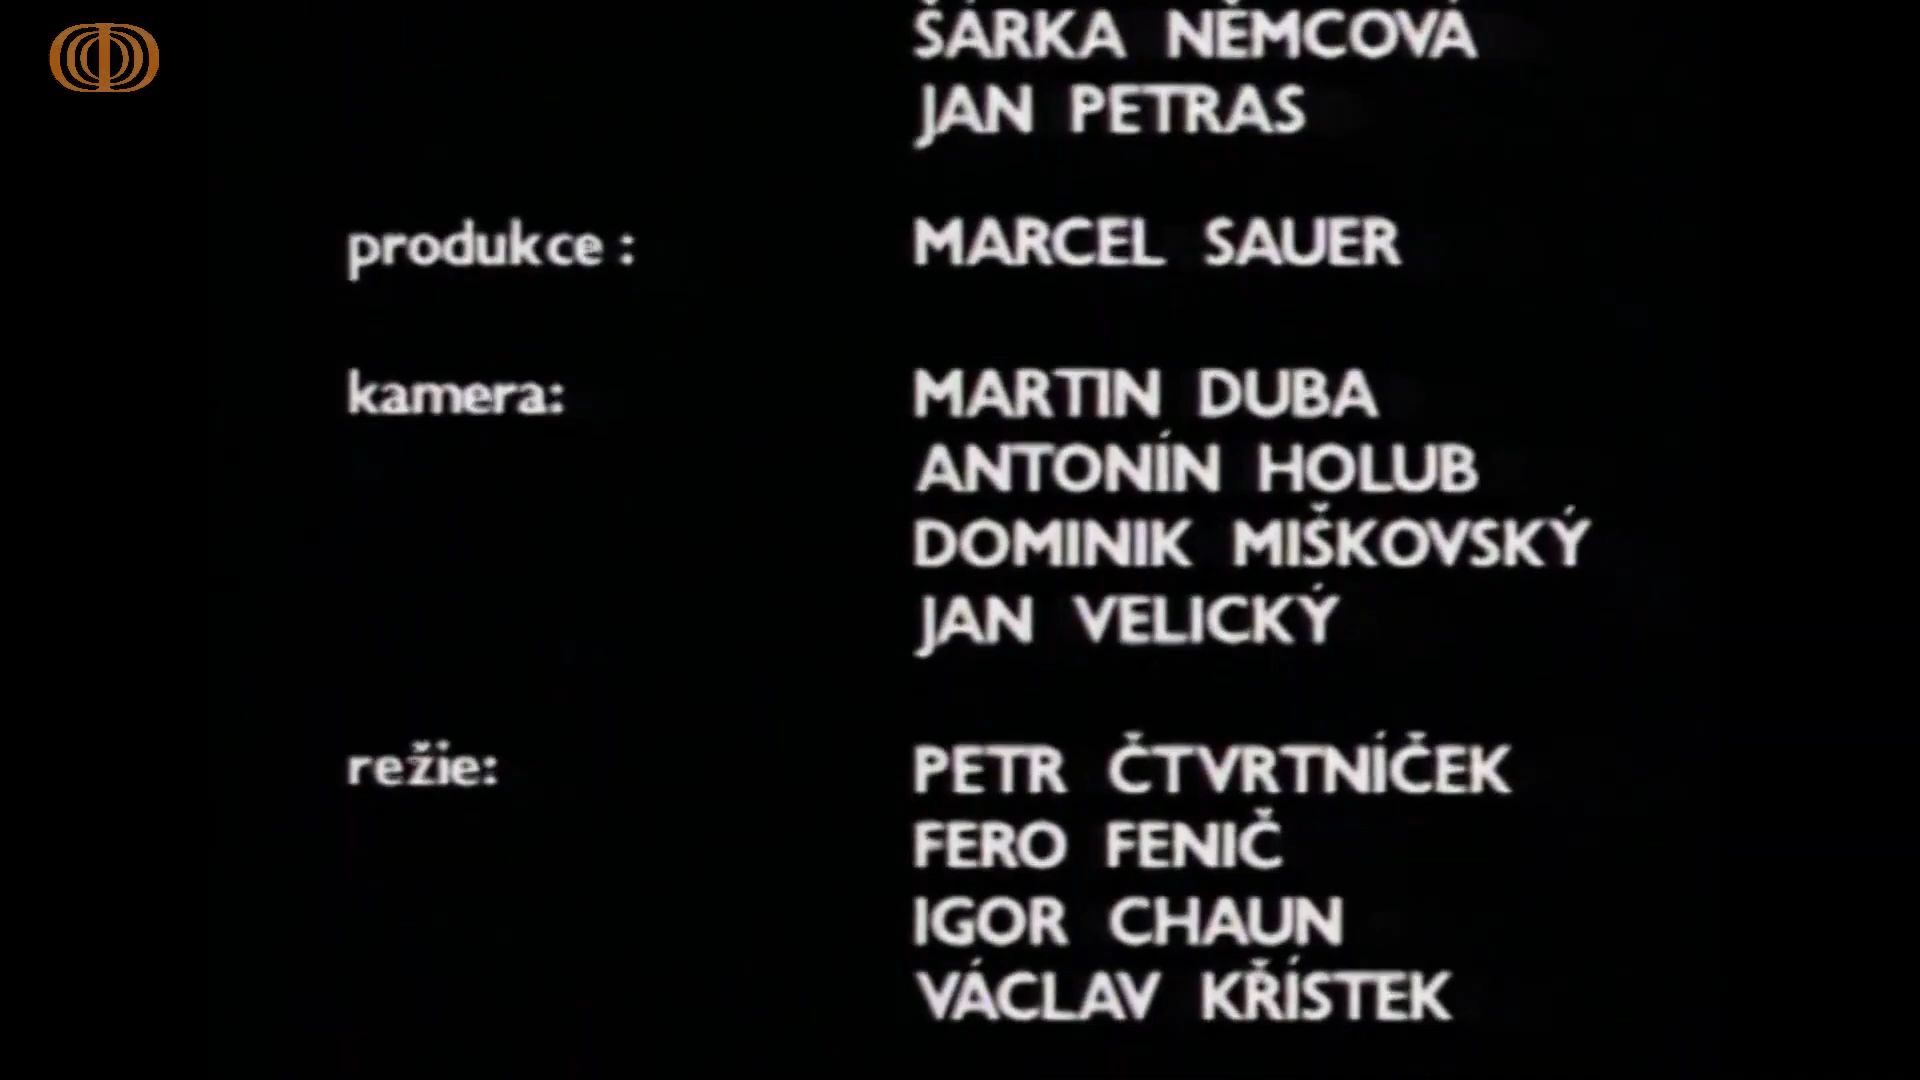 ŠÁRKA NĚMCOVÁ
JAN PETRAS
produkce : MARCEL SAUER
kamera: MARTIN DUBA
ANTONÍN HOLUB
DOMINIK MIŠKOVSKÝ
JAN VELICKÝ
režie: PETR ČTVRTNÍČEK
FERO FENIČ
IGOR CHAUN
VÁCLAV KŘÍSTEK